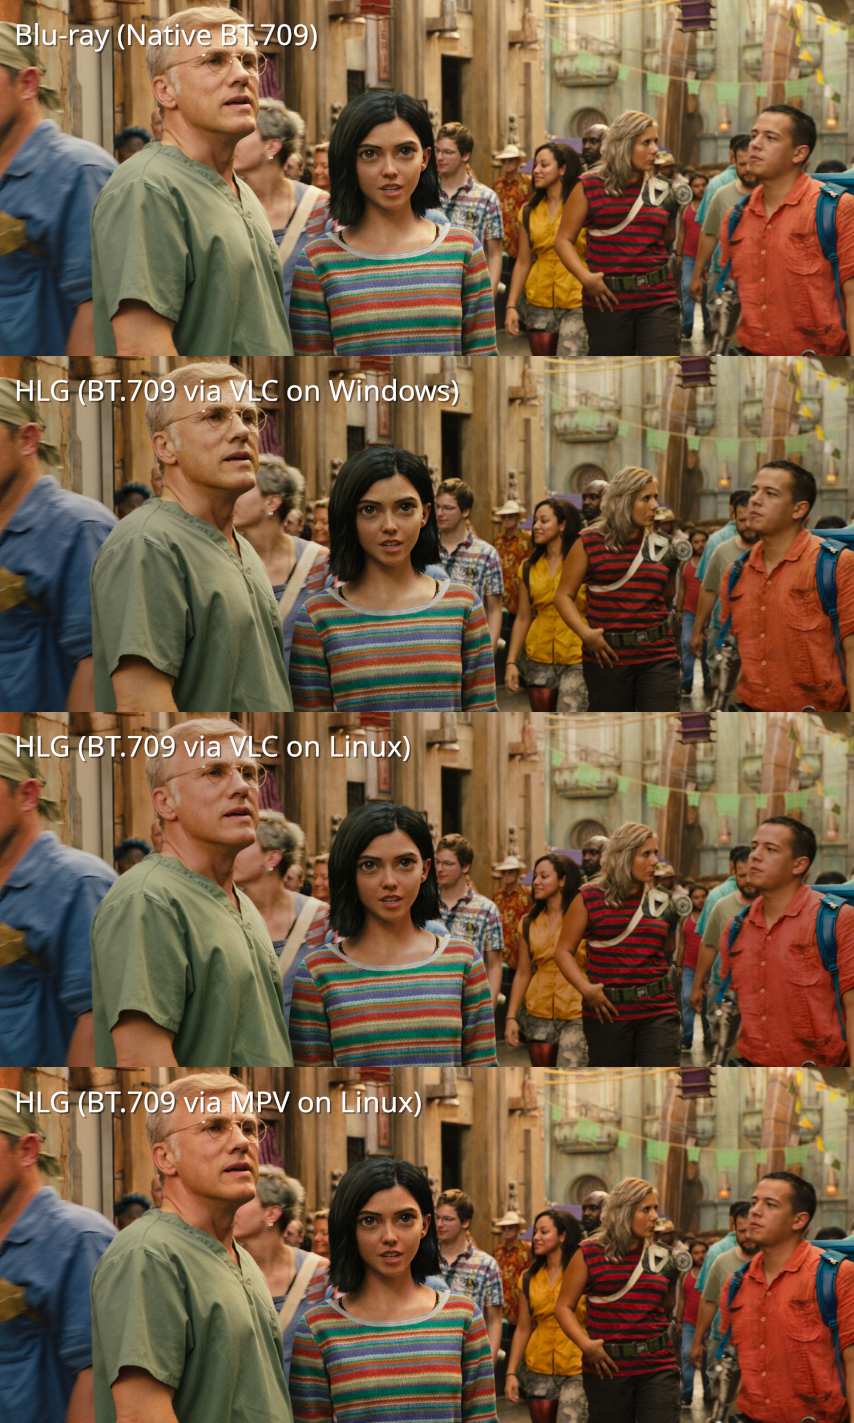 Blu-ray (Native BT.709)
HLG (BT.709 via VLC on Windows)
HLG (BT.709 via VLC on Linux)
HLG (BT.709 via MPV on Linux)